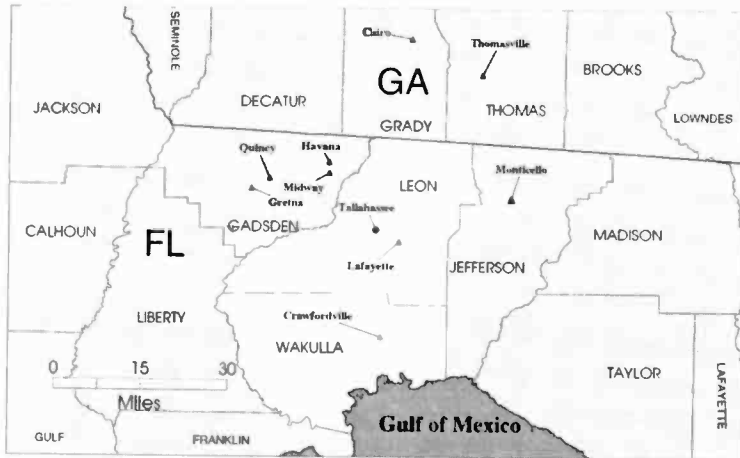 SEMINOLE
Cairo
Thomasville
JACKSON
DECATUR
GA
THOMAS
BROOKS
LOWNDES
GRADY
Quincy
Havana
Midway
Gretna
LEON
Monticello
Tallahassee
GADSDEN
CALHOUN
FL
Lafayette
JEFFERSON
MADISON
LIBERTY
Crawfordville
WAKULLA
0 15 30
Miles
TAYLOR
LAFAYETTE
Gulf of Mexico
GULF
FRANKLIN